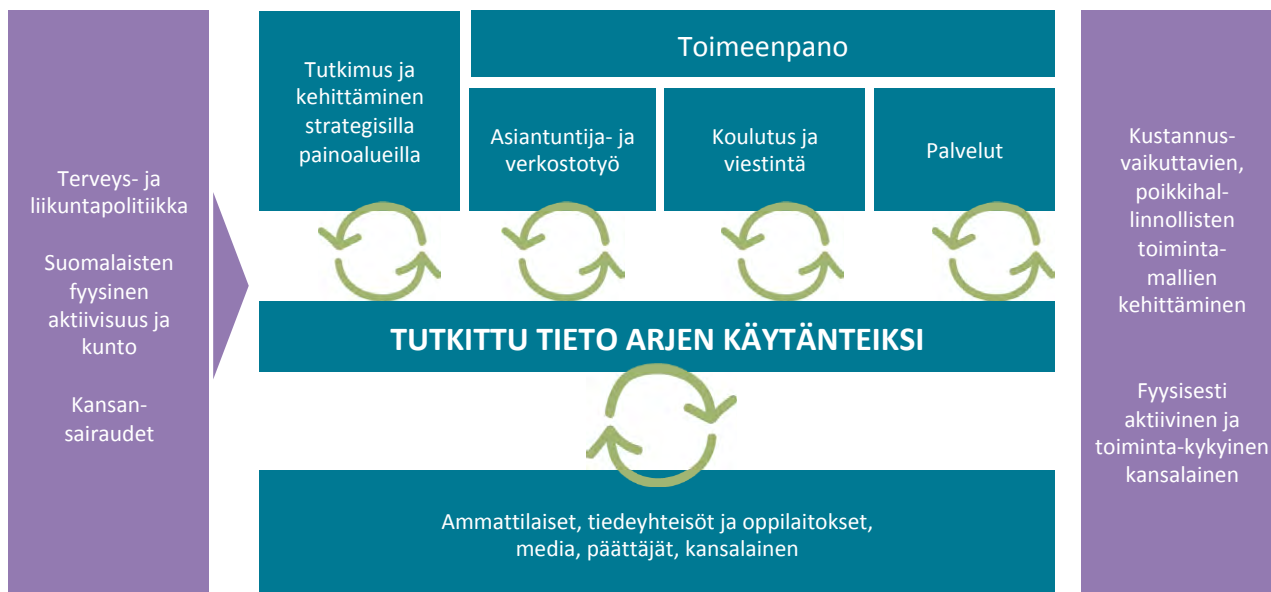 Terveys- ja
liikuntapolitiikka
Suomalaisten
fyysinen
aktiivisuus ja
kunto
Kansan-
sairaudet
Tutkimus ja
kehittäminen
strategisilla
painoalueilla
Toimeenpano
Asiantuntija- ja
verkostotyö
Koulutus ja
viestintä
Palvelut
TUTKITTU TIETO ARJEN KÄYTÄNTEIKSI
Ammattilaiset, tiedeyhteisöt ja oppilaitokset,
media, päättäjät, kansalainen
Kustannus-
vaikuttavien,
poikkihal-
linnollisten
toiminta-
mallien
kehittäminen
Fyysisesti
aktiivinen ja
toiminta-kykyinen
kansalainen